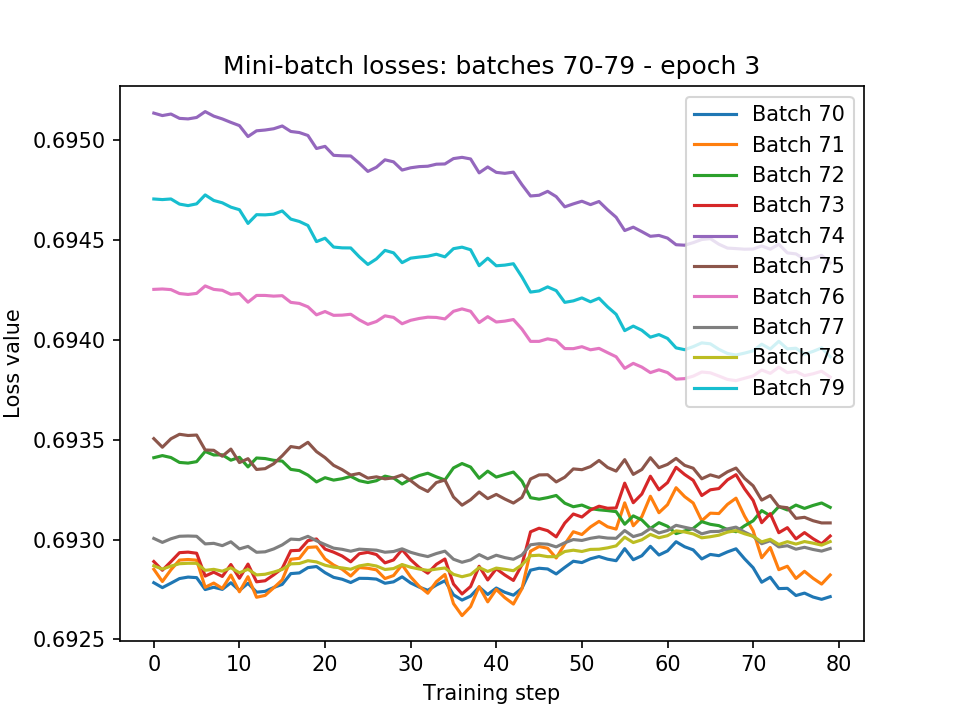 Mini-batch losses: batches 70-79 - epoch 3
0.6950
0.6945
0.6940
0.6935
0.6930
0.6925
Loss value
0
10
20
30
40
50
60
70
80
Training step
Batch 70
Batch 71
Batch 72
Batch 73
Batch 74
Batch 75
Batch 76
Batch 77
Batch 78
Batch 79